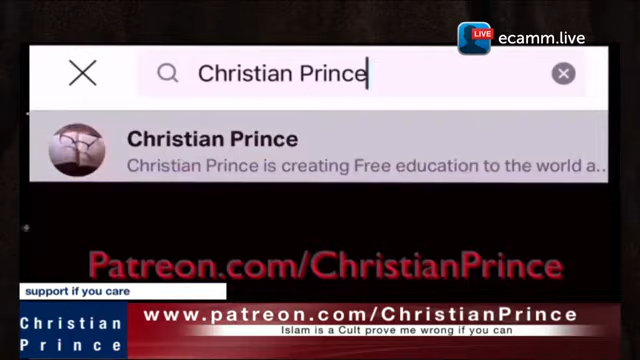 LIVE
ecamm.live
Christian Prince
Christian Prince
Christian Prince is creating Free education to the world a..
Patreon.com/ChristianPrince
support if you care
Christian
Prince
www.patreon.com/ChristianPrince
Islam is a Cult prove me wrong if you can